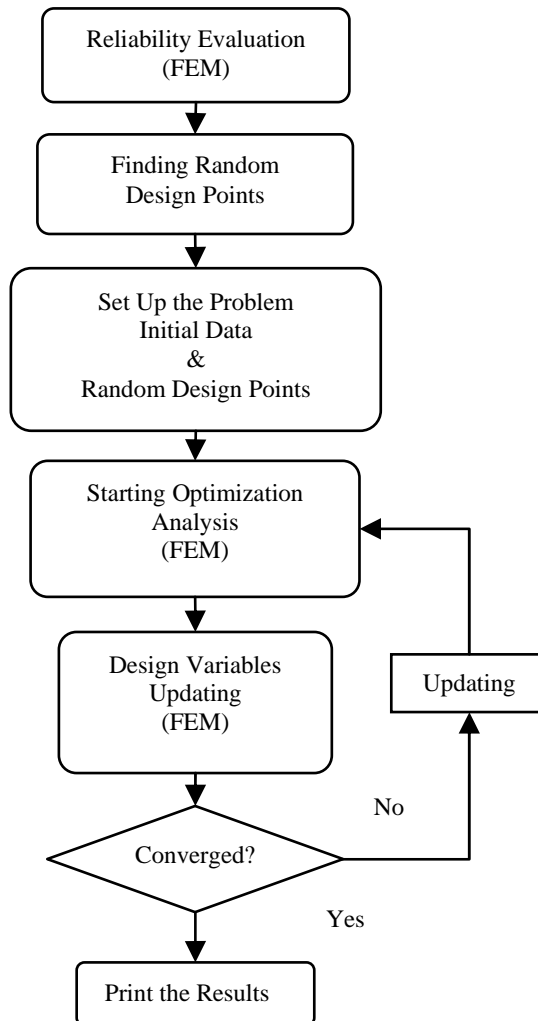 Reliability Evaluation
(FEM)
Finding Random
Design Points
Set Up the Problem
Initial Data
&
Random Design Points
Starting Optimization
Analysis
(FEM)
Design Variables
Updating
(FEM)
Updating
No
Converged?
Yes
Print the Results